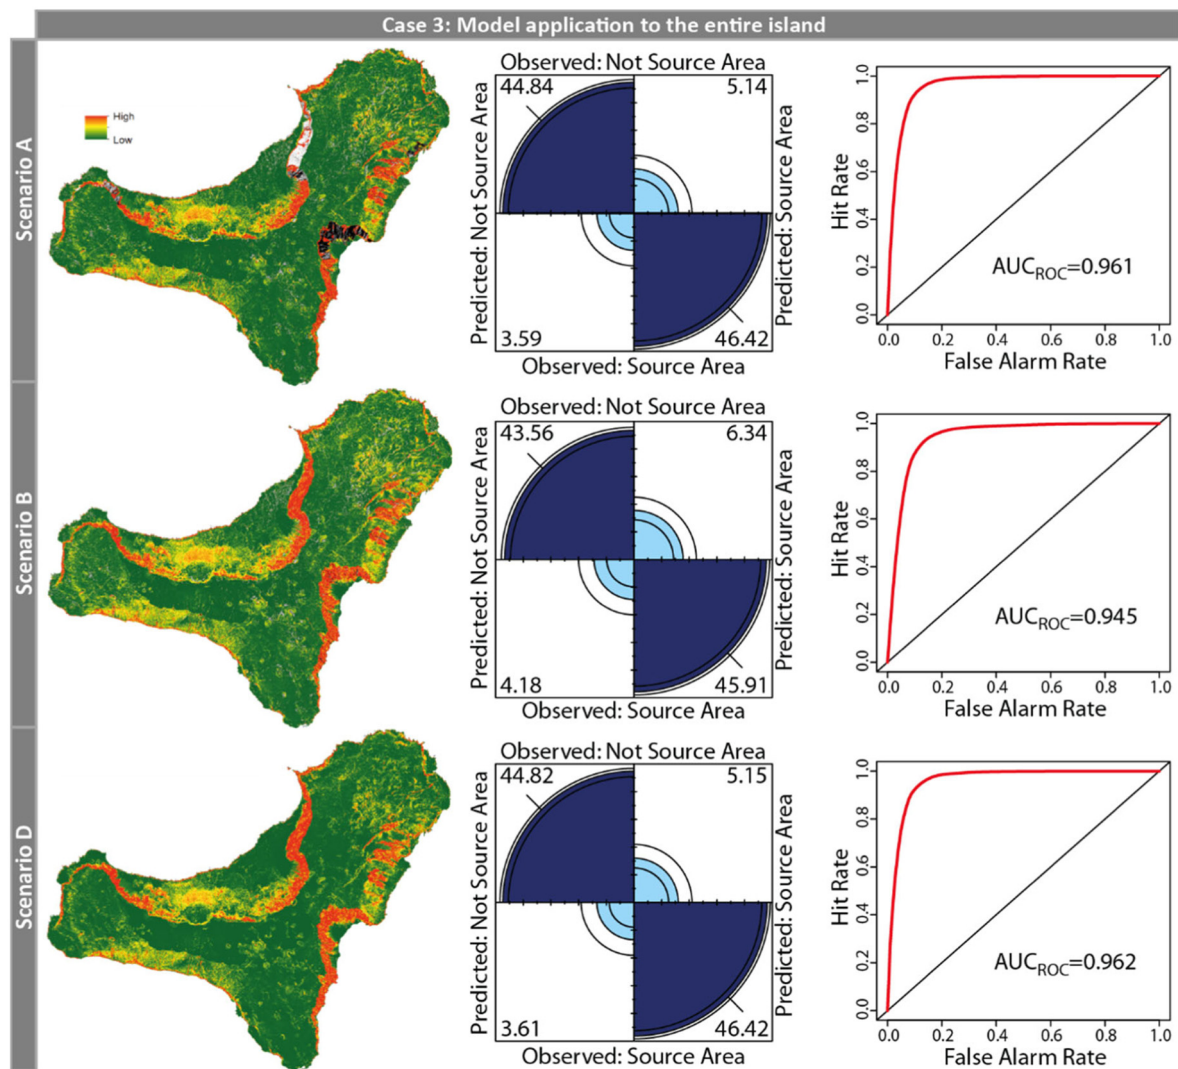 Case 3: Model application to the entire island
Scenario A
High
Low
Observed: Not Source Area
44.84
5.14
Predicted: Not Source Area
Predicted: Source Area
3.59
46.42
Observed: Source Area
Hit Rate
1.0
0.8
0.6
0.4
0.2
0.0
AUCROC=0.961
0.0 0.2 0.4 0.6 0.8 1.0
False Alarm Rate
Scenario B
Observed: Not Source Area
43.56
6.34
Predicted: Not Source Area
Predicted: Source Area
4.18
45.91
Observed: Source Area
Hit Rate
1.0
0.8
0.6
0.4
0.2
0.0
AUCROC=0.945
0.0 0.2 0.4 0.6 0.8 1.0
False Alarm Rate
Scenario D
Observed: Not Source Area
44.82
5.15
Predicted: Not Source Area
Predicted: Source Area
3.61
46.42
Observed: Source Area
Hit Rate
1.0
0.8
0.6
0.4
0.2
0.0
AUCROC=0.962
0.0 0.2 0.4 0.6 0.8 1.0
False Alarm Rate